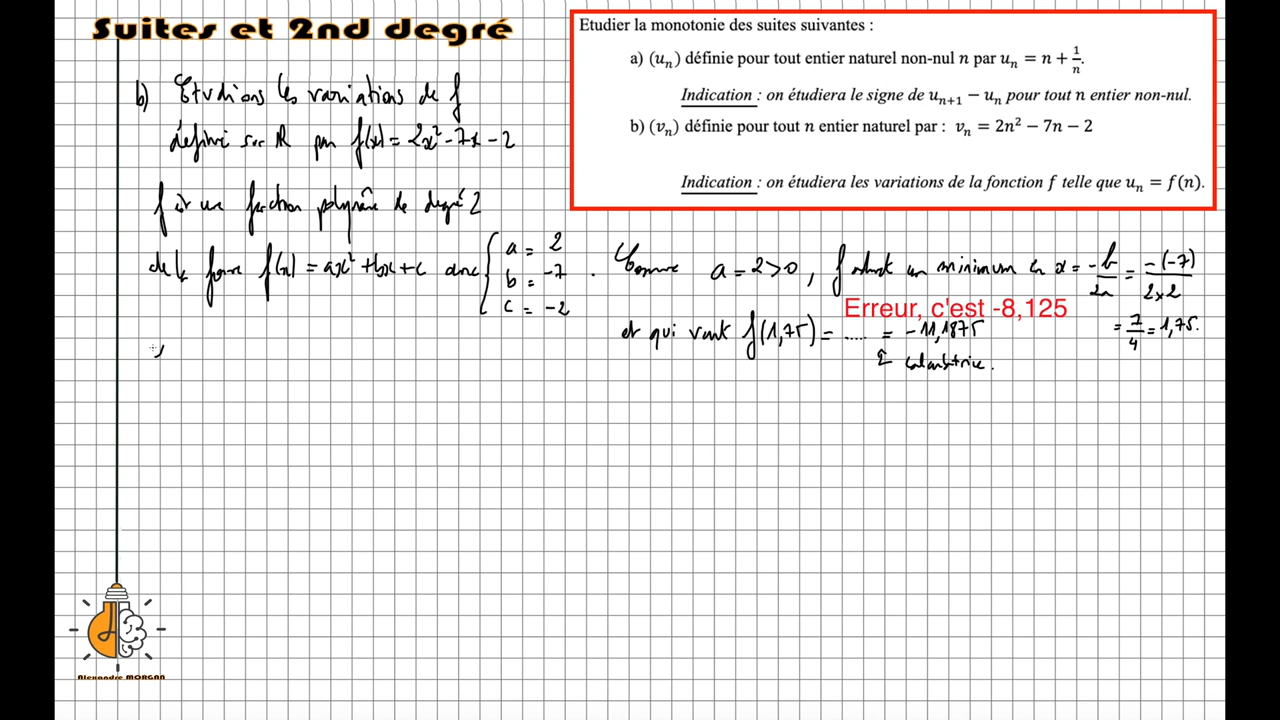 Suites et 2nd degré
Etudier la monotonie des suites suivantes :
a) (uₙ) définie pour tout entier naturel non-nul n par uₙ = n + 1/n.
Indication : on étudiera le signe de uₙ₊₁ − uₙ pour tout n entier non-nul.
b) (vₙ) définie pour tout n entier naturel par : vₙ = 2n² − 7n − 2
Indication : on étudiera les variations de la fonction f telle que uₙ = f(n).
b) Etudions les variations de f
définie sur ℝ par f(x) = 2x² - 7x - 2
f est une fonction polynôme de degré 2
de la forme f(x) = ax² + bx + c donc { a = 2
b = -7
c = -2
. Comme a = 2 > 0, f admet un minimum en x = -b/2a = -(-7)/2×2
= 7/4 = 1,75.
Erreur, c'est -8,125
et qui vaut f(1,75) = ..... = -11,1875
calculatrice.
Alexandre MORGAN